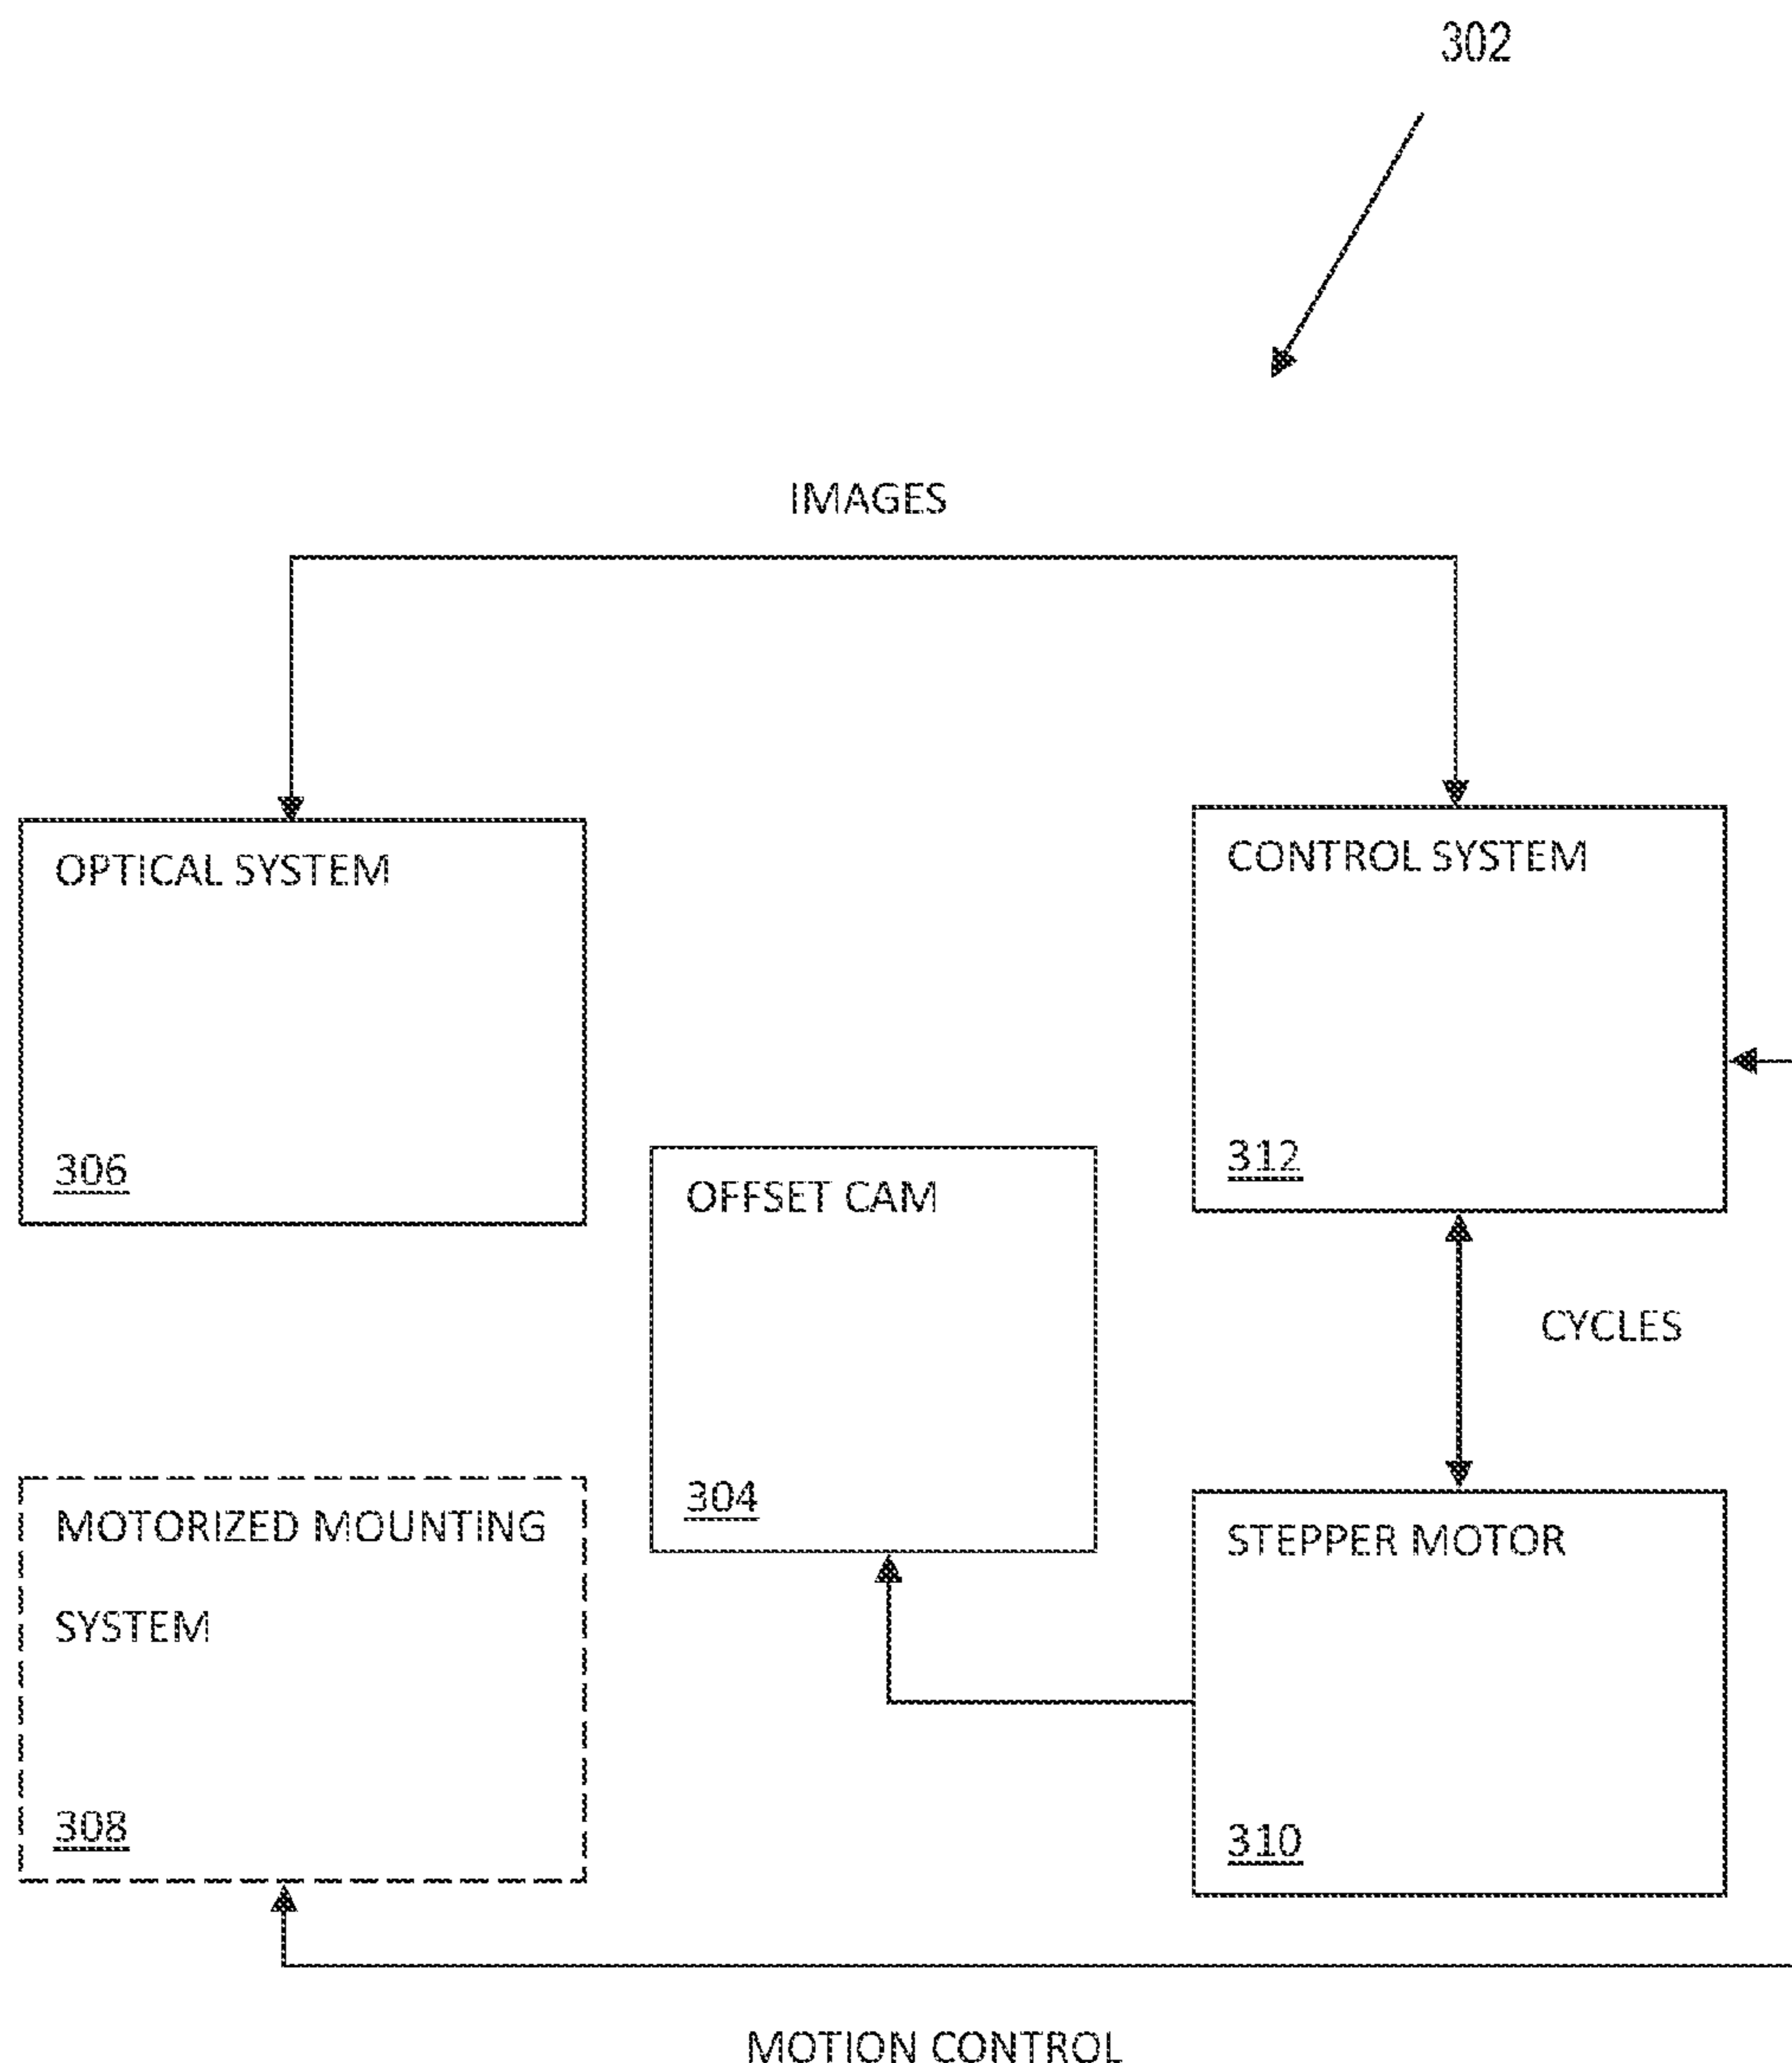 302
IMAGES
OPTICAL SYSTEM
306
CONTROL SYSTEM
312
OFFSET CAM
304
CYCLES
MOTORIZED MOUNTING
SYSTEM
308
STEPPER MOTOR
310
MOTION CONTROL